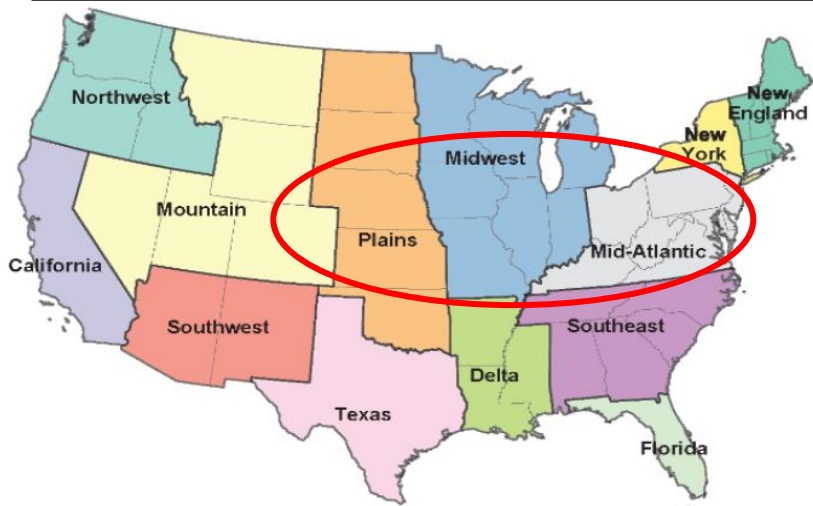 Northwest
New
England
New
York
Midwest
Mountain
Plains
Mid-Atlantic
California
Southwest
Southeast
Delta
Texas
Florida